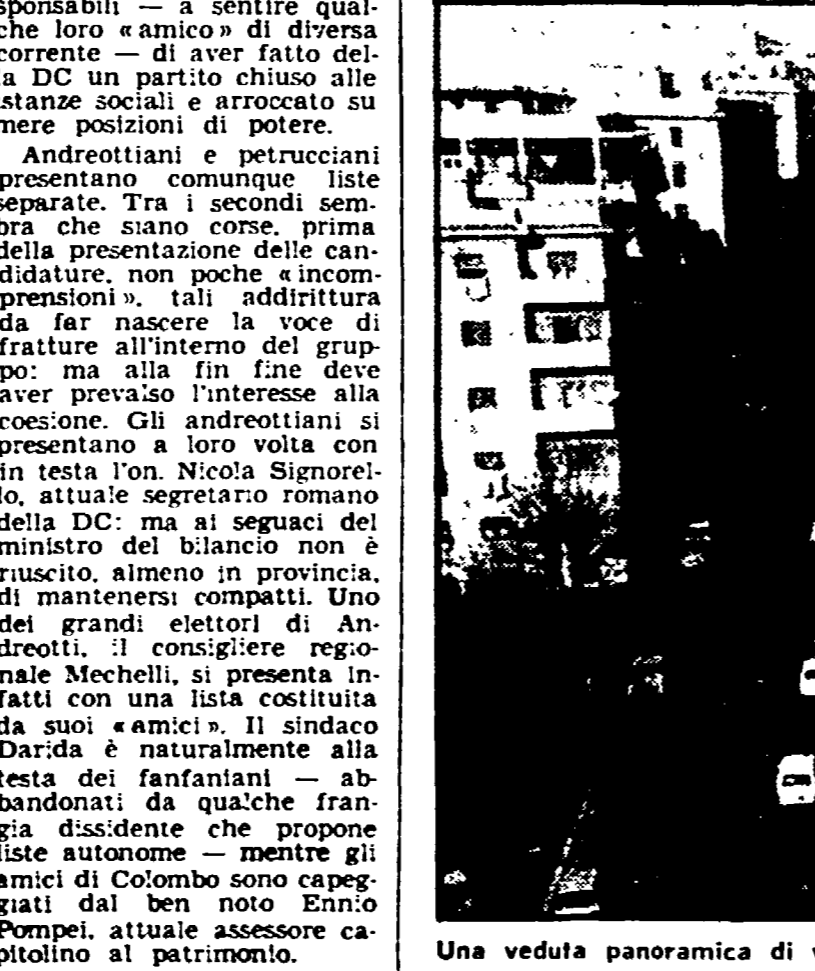 sponsabili — a sentire qual-
che loro «amico» di diversa
corrente — di aver fatto del-
la DC un partito chiuso alle
istanze sociali e arroccato su
mere posizioni di potere.
Andreottiani e petrucciani
presentano comunque liste
separate. Tra i secondi sem-
bra che siano corse, prima
della presentazione delle can-
didature, non poche «incom-
prensioni», tali addirittura
da far nascere la voce di
fratture all'interno del grup-
po: ma alla fin fine deve
aver prevalso l'interesse alla
coesione. Gli andreottiani si
presentano a loro volta con
in testa l'on. Nicola Signorel-
lo, attuale segretario romano
della DC: ma ai seguaci del
ministro del bilancio non è
riuscito, almeno in provincia,
di mantenersi compatti. Uno
dei grandi elettori di An-
dreotti, il consigliere regio-
nale Mechelli, si presenta in-
fatti con una lista costituita
da suoi «amici». Il sindaco
Darida è naturalmente alla
testa dei fanfaniani — ab-
bandonati da qualche fran-
gia dissidente che propone
liste autonome — mentre gli
amici di Colombo sono capeg-
giati dal ben noto Ennio
Pompei, attuale assessore ca-
pitolino al patrimonio.
Una veduta panoramica di